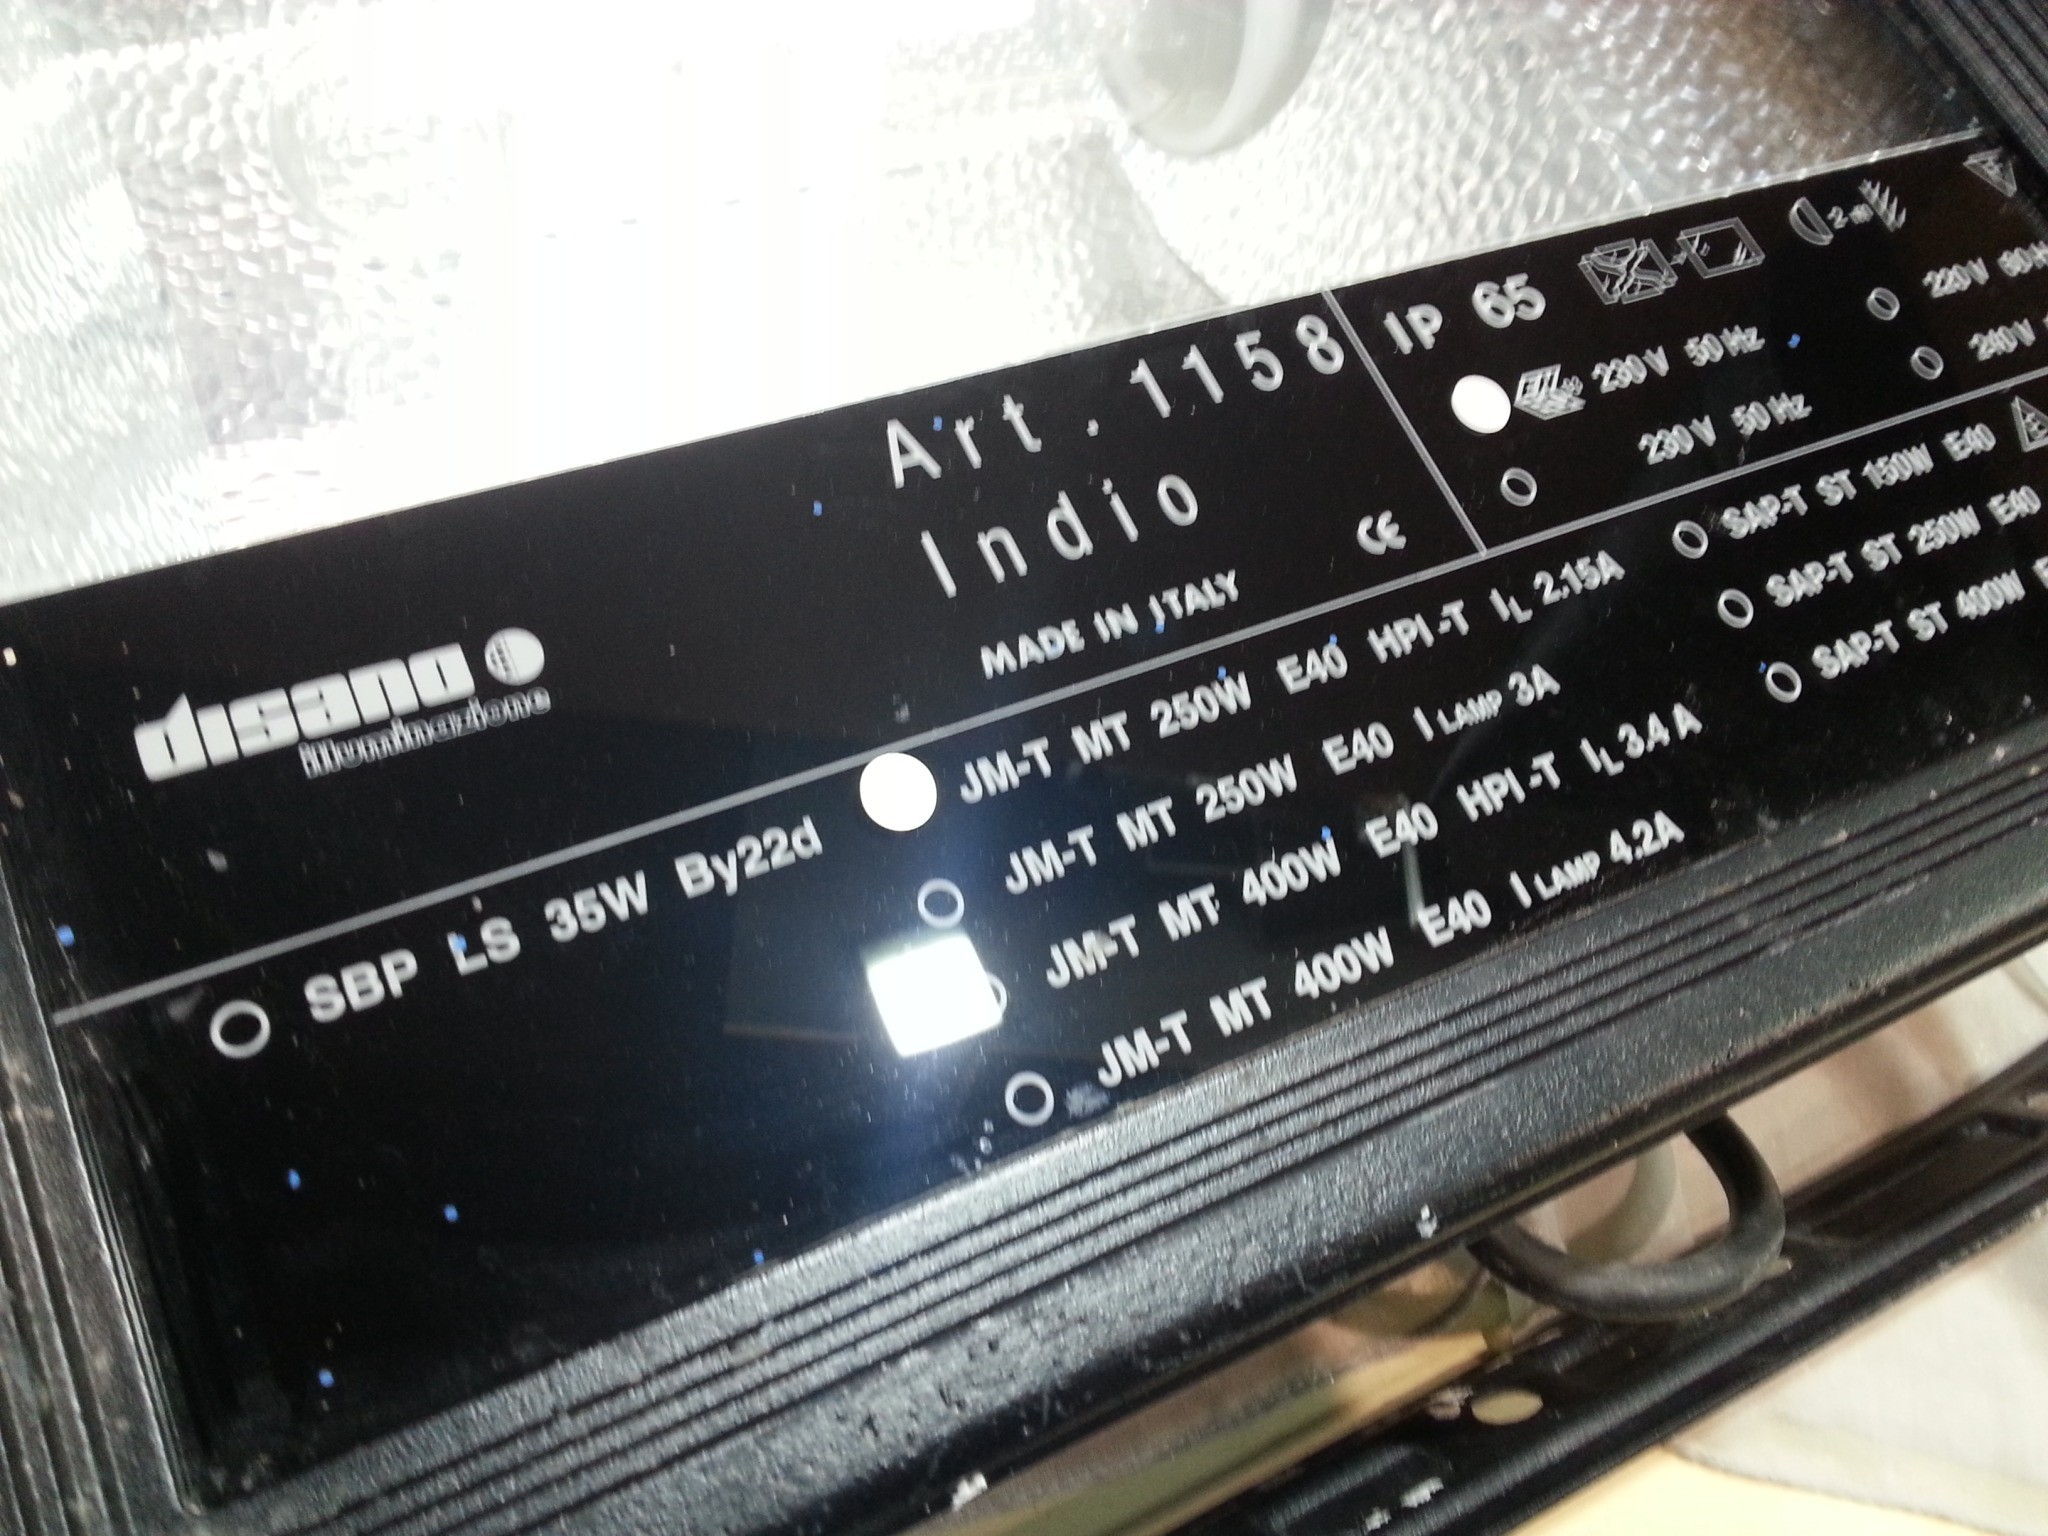 disano
illuminazione
Art. 1158
Indio
MADE IN ITALY
CE
IP 65
230V 50Hz
230V 50Hz
220V 60H
240V
SBP LS 35W By22d
JM-T MT 250W E40 HPI-T IL 2.15A
JM-T MT 250W E40 I LAMP 3A
JM-T MT 400W E40 HPI-T IL 3.4 A
JM-T MT 400W E40 I LAMP 4.2A
SAP-T ST 150W E40
SAP-T ST 250W E40
SAP-T ST 400W